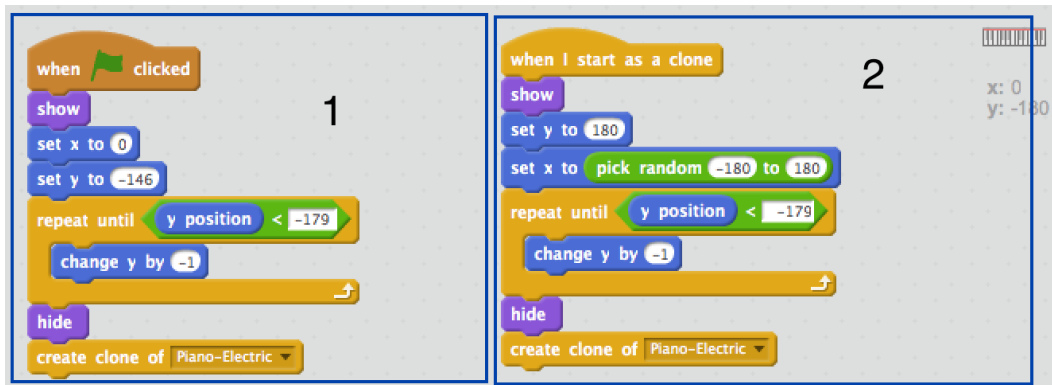 when clicked
show
set x to 0
set y to -146
repeat until y position < -179
change y by -1
hide
create clone of Piano-Electric
1
when I start as a clone
show
set y to 180
set x to pick random -180 to 180
repeat until y position < -179
change y by -1
hide
create clone of Piano-Electric
2
x: 0
y: -180